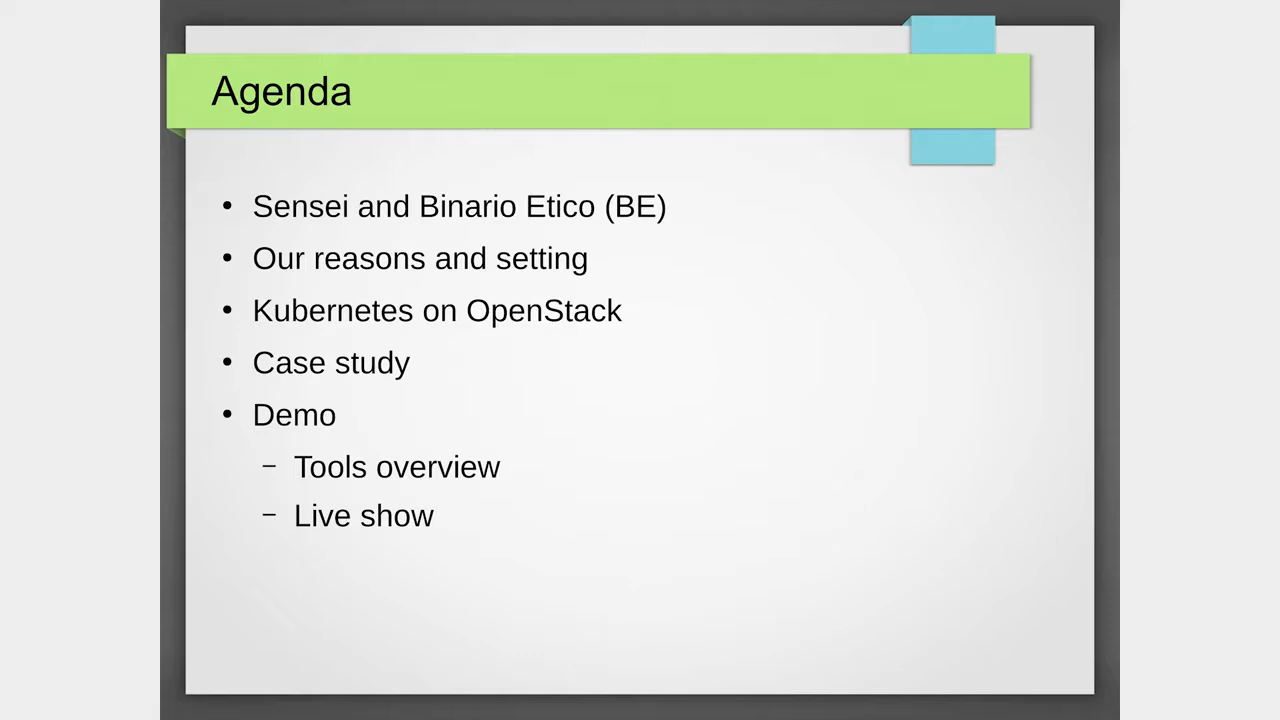 Agenda
• Sensei and Binario Etico (BE)
• Our reasons and setting
• Kubernetes on OpenStack
• Case study
• Demo
– Tools overview
– Live show